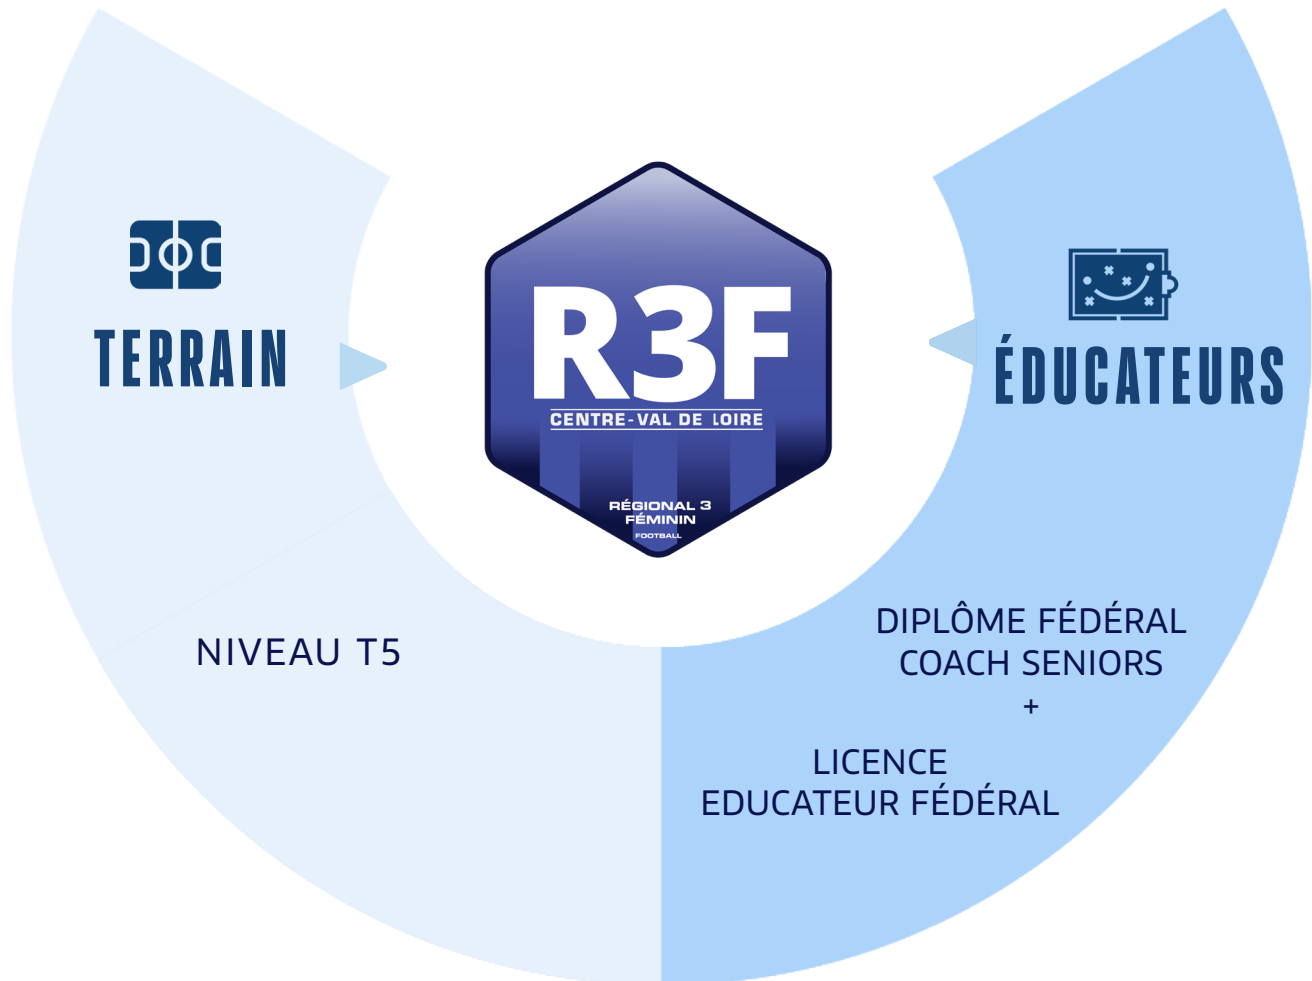 R3F
CENTRE-VAL DE LOIRE
RÉGIONAL 3
FÉMININ
FOOTBALL
TERRAIN
NIVEAU T5
ÉDUCATEURS
DIPLÔME FÉDÉRAL
COACH SENIORS
+
LICENCE
EDUCATEUR FÉDÉRAL